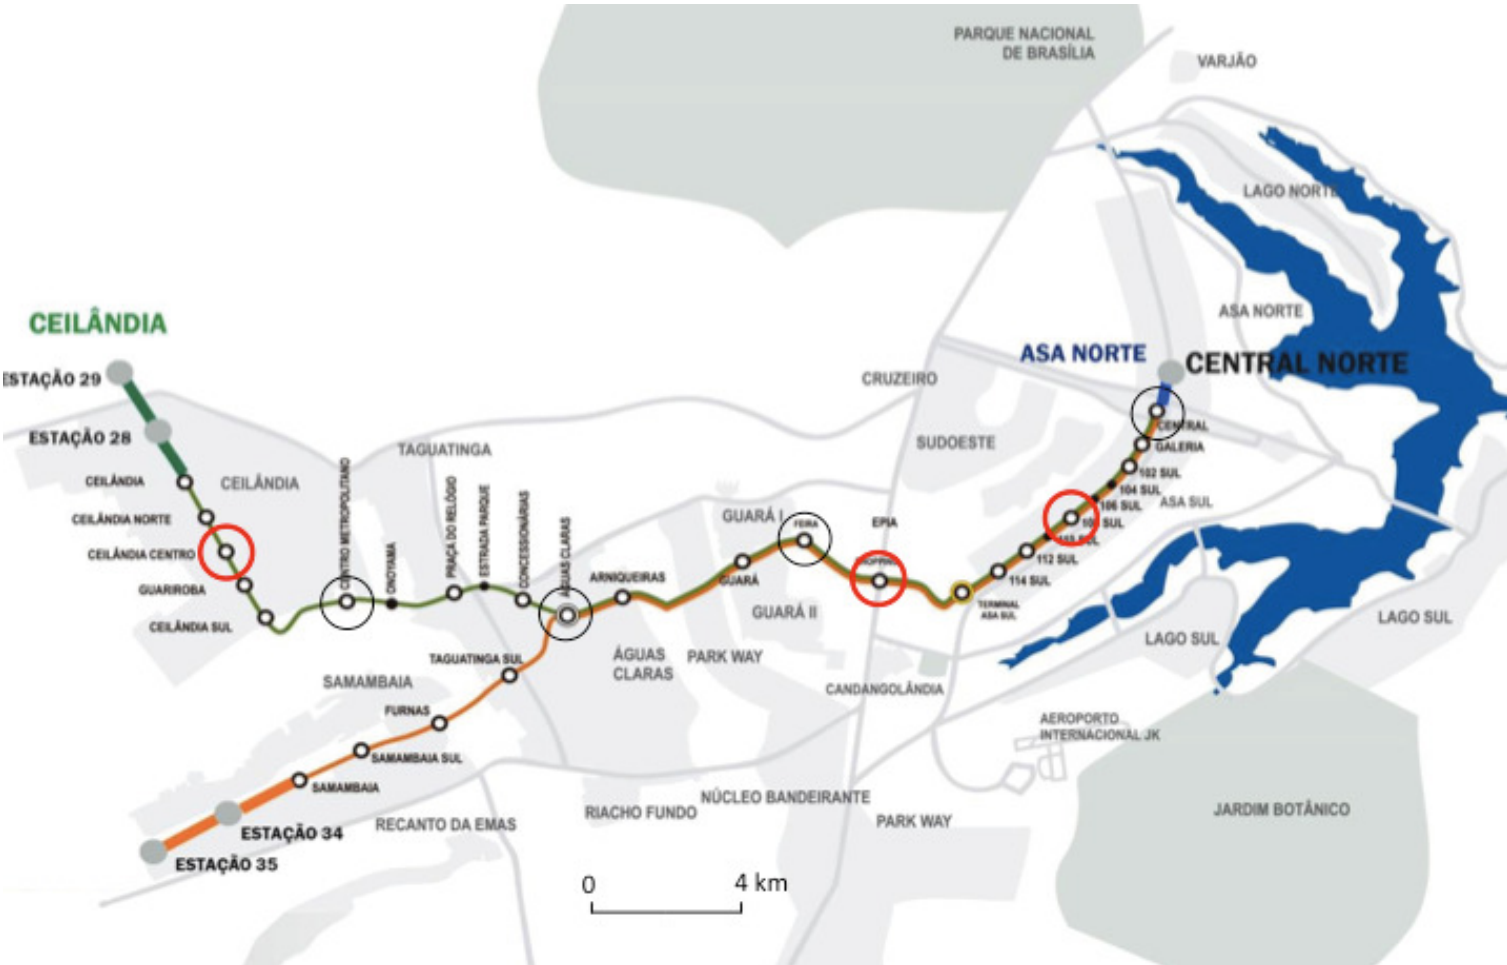 PARQUE NACIONAL
DE BRASÍLIA
VARJÃO
LAGO NORTE
ASA NORTE
CEILÂNDIA
ESTAÇÃO 29
ESTAÇÃO 28
ASA NORTE
CENTRAL NORTE
CRUZEIRO
SUDOESTE
CENTRAL
GALERIA
102 SUL
104 SUL
106 SUL
ASA SUL
112 SUL
114 SUL
TERMINAL
ASA SUL
TAGUATINGA
CEILÂNDIA
CEILÂNDIA
CEILÂNDIA NORTE
CEILÂNDIA CENTRO
GUARIROBA
CEILÂNDIA SUL
CENTRO METROPOLITANO
ONOYAMA
PRAÇA DO RELÓGIO
ESTRADA PARQUE
CONCESSIONÁRIAS
ÁGUAS CLARAS
ARNIQUEIRAS
GUARÁ I
FEIRA
EPIA
GUARÁ
GUARÁ II
PARK WAY
ÁGUAS
CLARAS
CANDANGOLÂNDIA
LAGO SUL
LAGO SUL
TAGUATINGA SUL
SAMAMBAIA
FURNAS
SAMAMBAIA SUL
SAMAMBAIA
ESTAÇÃO 34
ESTAÇÃO 35
RECANTO DA EMAS
RIACHO FUNDO
NÚCLEO BANDEIRANTE
PARK WAY
AEROPORTO
INTERNACIONAL JK
JARDIM BOTÂNICO
0 4 km